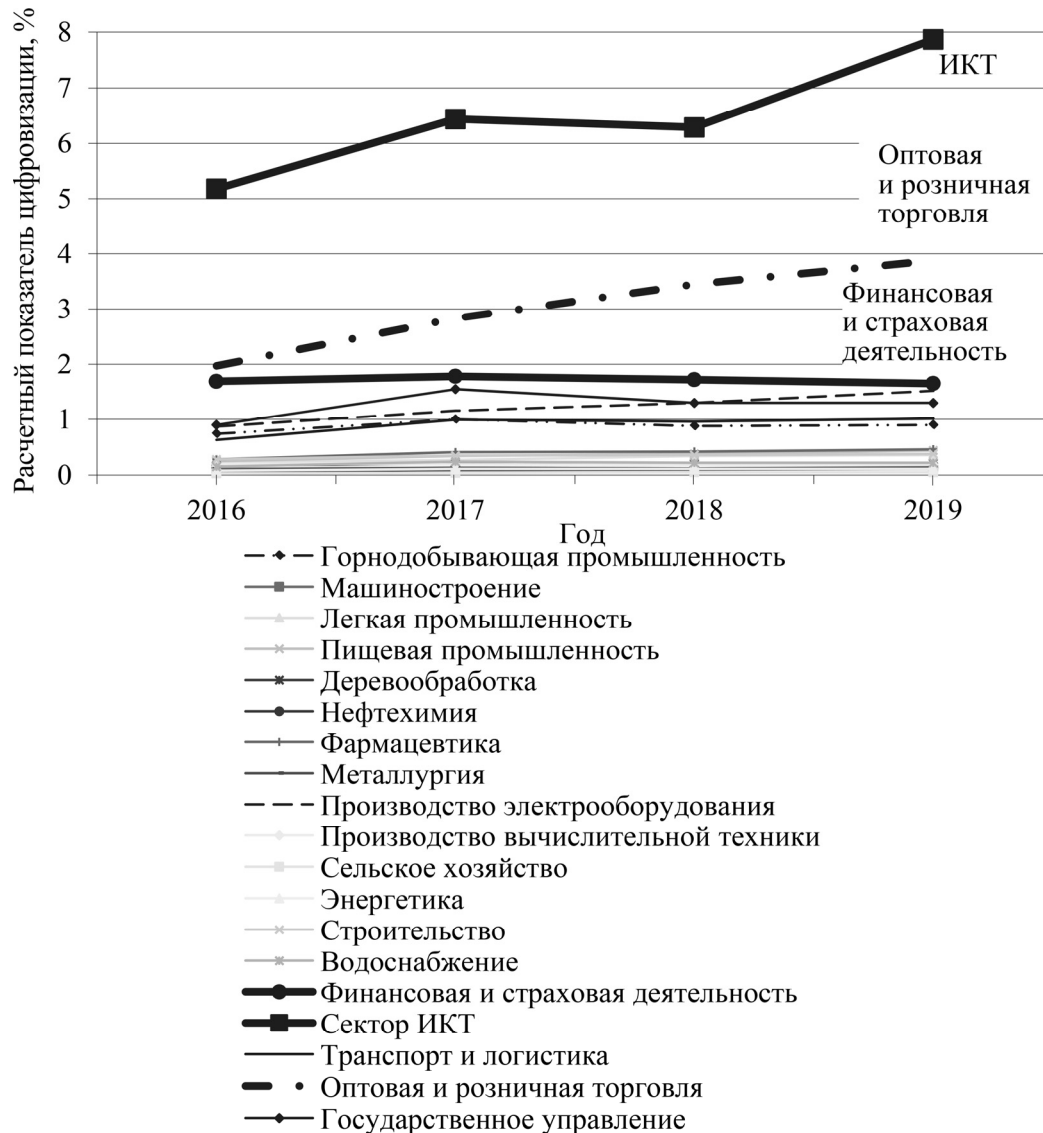 Расчетный показатель цифровизации, %
8
7
6
5
4
3
2
1
0
ИКТ
Оптовая
и розничная
торговля
Финансовая
и страховая
деятельность
2016
2017
2018
2019
Год
Горнодобывающая промышленность
Машиностроение
Легкая промышленность
Пищевая промышленность
Деревообработка
Нефтехимия
Фармацевтика
Металлургия
Производство электрооборудования
Производство вычислительной техники
Сельское хозяйство
Энергетика
Строительство
Водоснабжение
Финансовая и страховая деятельность
Сектор ИКТ
Транспорт и логистика
Оптовая и розничная торговля
Государственное управление